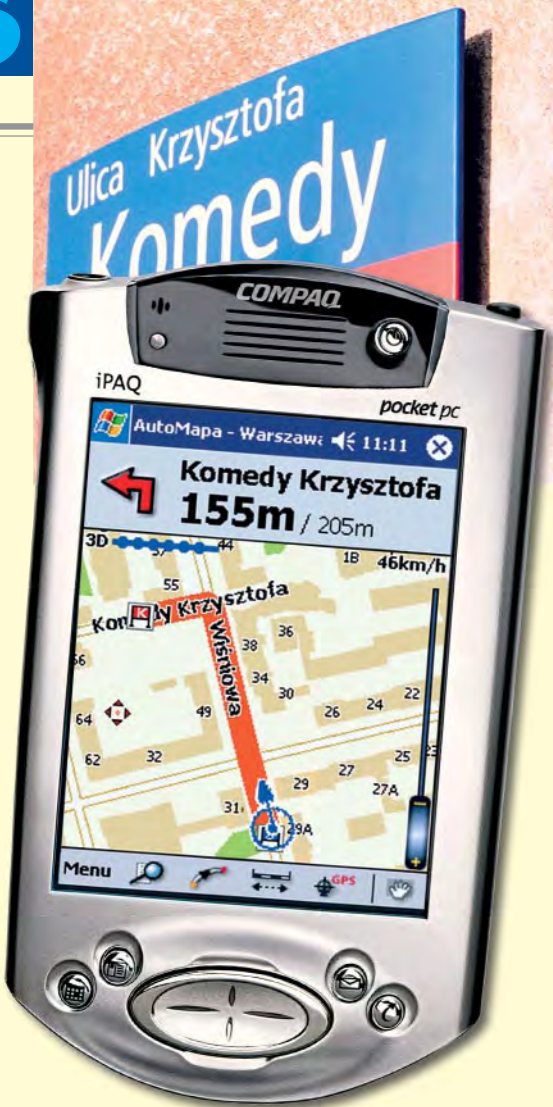 S
Ulica Krzysztofa
Komedy
COMPAQ
iPAQ
pocket pc
AutoMapa - Warszawa 11:11
Komedy Krzysztofa
155m / 205m
3D 44 1B 46km/h
55
K
Krzysztofa
Wiśniowa
38 36
34
30
64 49 26 24 22
62 32 29 27 25
27A
31
29A
Menu GPS